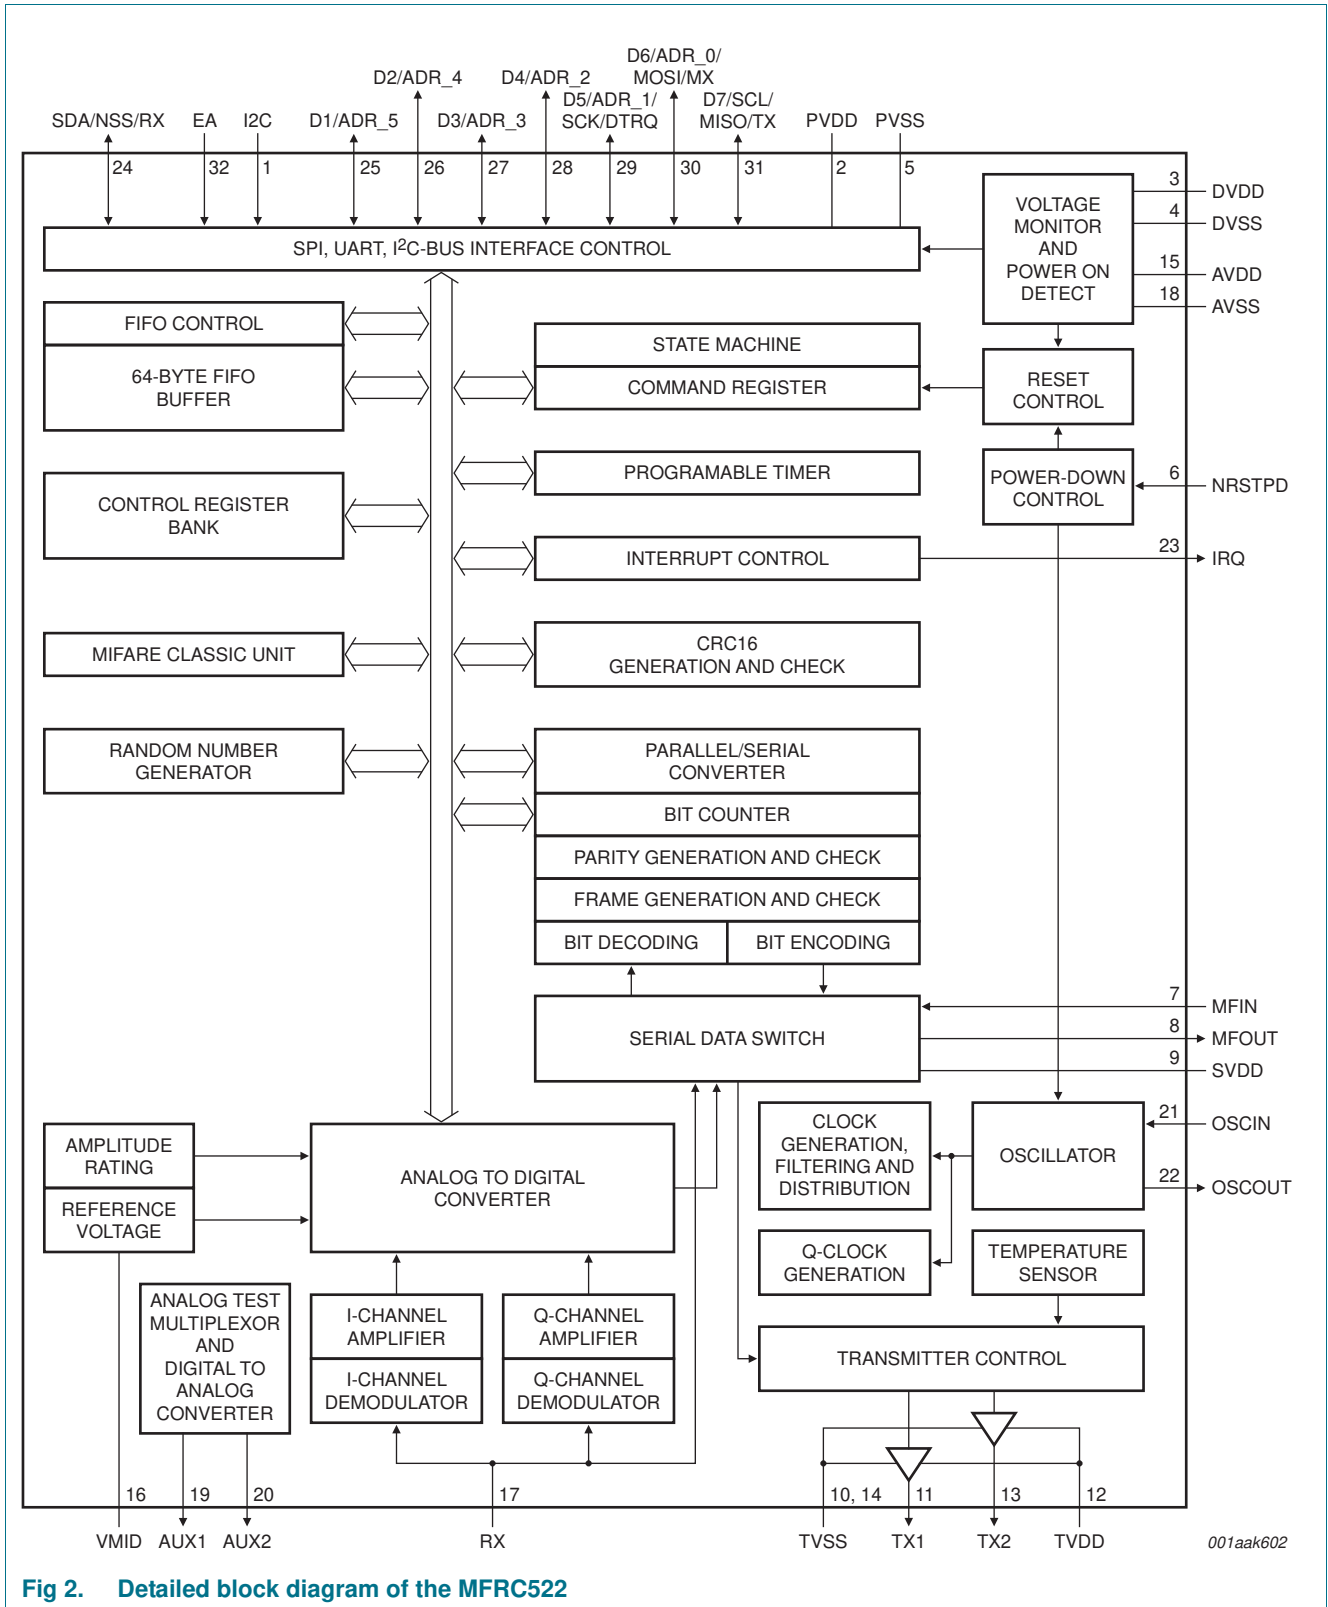 D6/ADR_0/
D2/ADR_4 D4/ADR_2 MOSI/MX
D5/ADR_1/ D7/SCL/
SDA/NSS/RX EA I2C D1/ADR_5 D3/ADR_3 SCK/DTRQ MISO/TX PVDD PVSS
24 32 1 25 26 27 28 29 30 31 2 5
3 DVDD
4 DVSS
15 AVDD
18 AVSS
VOLTAGE
MONITOR
AND
POWER ON
DETECT
SPI, UART, I2C-BUS INTERFACE CONTROL
FIFO CONTROL
64-BYTE FIFO
BUFFER
STATE MACHINE
COMMAND REGISTER
RESET
CONTROL
PROGRAMABLE TIMER
POWER-DOWN
CONTROL
6 NRSTPD
CONTROL REGISTER
BANK
INTERRUPT CONTROL
23 IRQ
MIFARE CLASSIC UNIT
CRC16
GENERATION AND CHECK
RANDOM NUMBER
GENERATOR
PARALLEL/SERIAL
CONVERTER
BIT COUNTER
PARITY GENERATION AND CHECK
FRAME GENERATION AND CHECK
BIT DECODING BIT ENCODING
SERIAL DATA SWITCH
7 MFIN
8 MFOUT
9 SVDD
AMPLITUDE
RATING
REFERENCE
VOLTAGE
ANALOG TO DIGITAL
CONVERTER
CLOCK
GENERATION,
FILTERING AND
DISTRIBUTION
OSCILLATOR
21 OSCIN
22 OSCOUT
Q-CLOCK
GENERATION
TEMPERATURE
SENSOR
ANALOG TEST
MULTIPLEXOR
AND
DIGITAL TO
ANALOG
CONVERTER
I-CHANNEL
AMPLIFIER
I-CHANNEL
DEMODULATOR
Q-CHANNEL
AMPLIFIER
Q-CHANNEL
DEMODULATOR
TRANSMITTER CONTROL
16 19 20 17 10, 14 11 13 12
VMID AUX1 AUX2 RX TVSS TX1 TX2 TVDD
001aak602
Fig 2. Detailed block diagram of the MFRC522